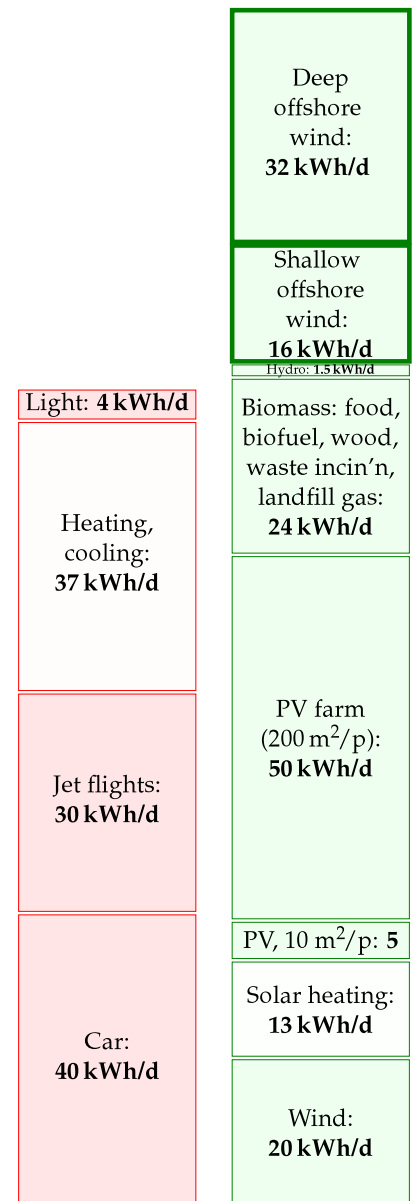 Light: 4 kWh/d
Heating,
cooling:
37 kWh/d
Jet flights:
30 kWh/d
Car:
40 kWh/d
Deep
offshore
wind:
32 kWh/d
Shallow
offshore
wind:
16 kWh/d
Hydro: 1.5 kWh/d
Biomass: food,
biofuel, wood,
waste incin'n,
landfill gas:
24 kWh/d
PV farm
(200 m²/p):
50 kWh/d
PV, 10 m²/p: 5
Solar heating:
13 kWh/d
Wind:
20 kWh/d